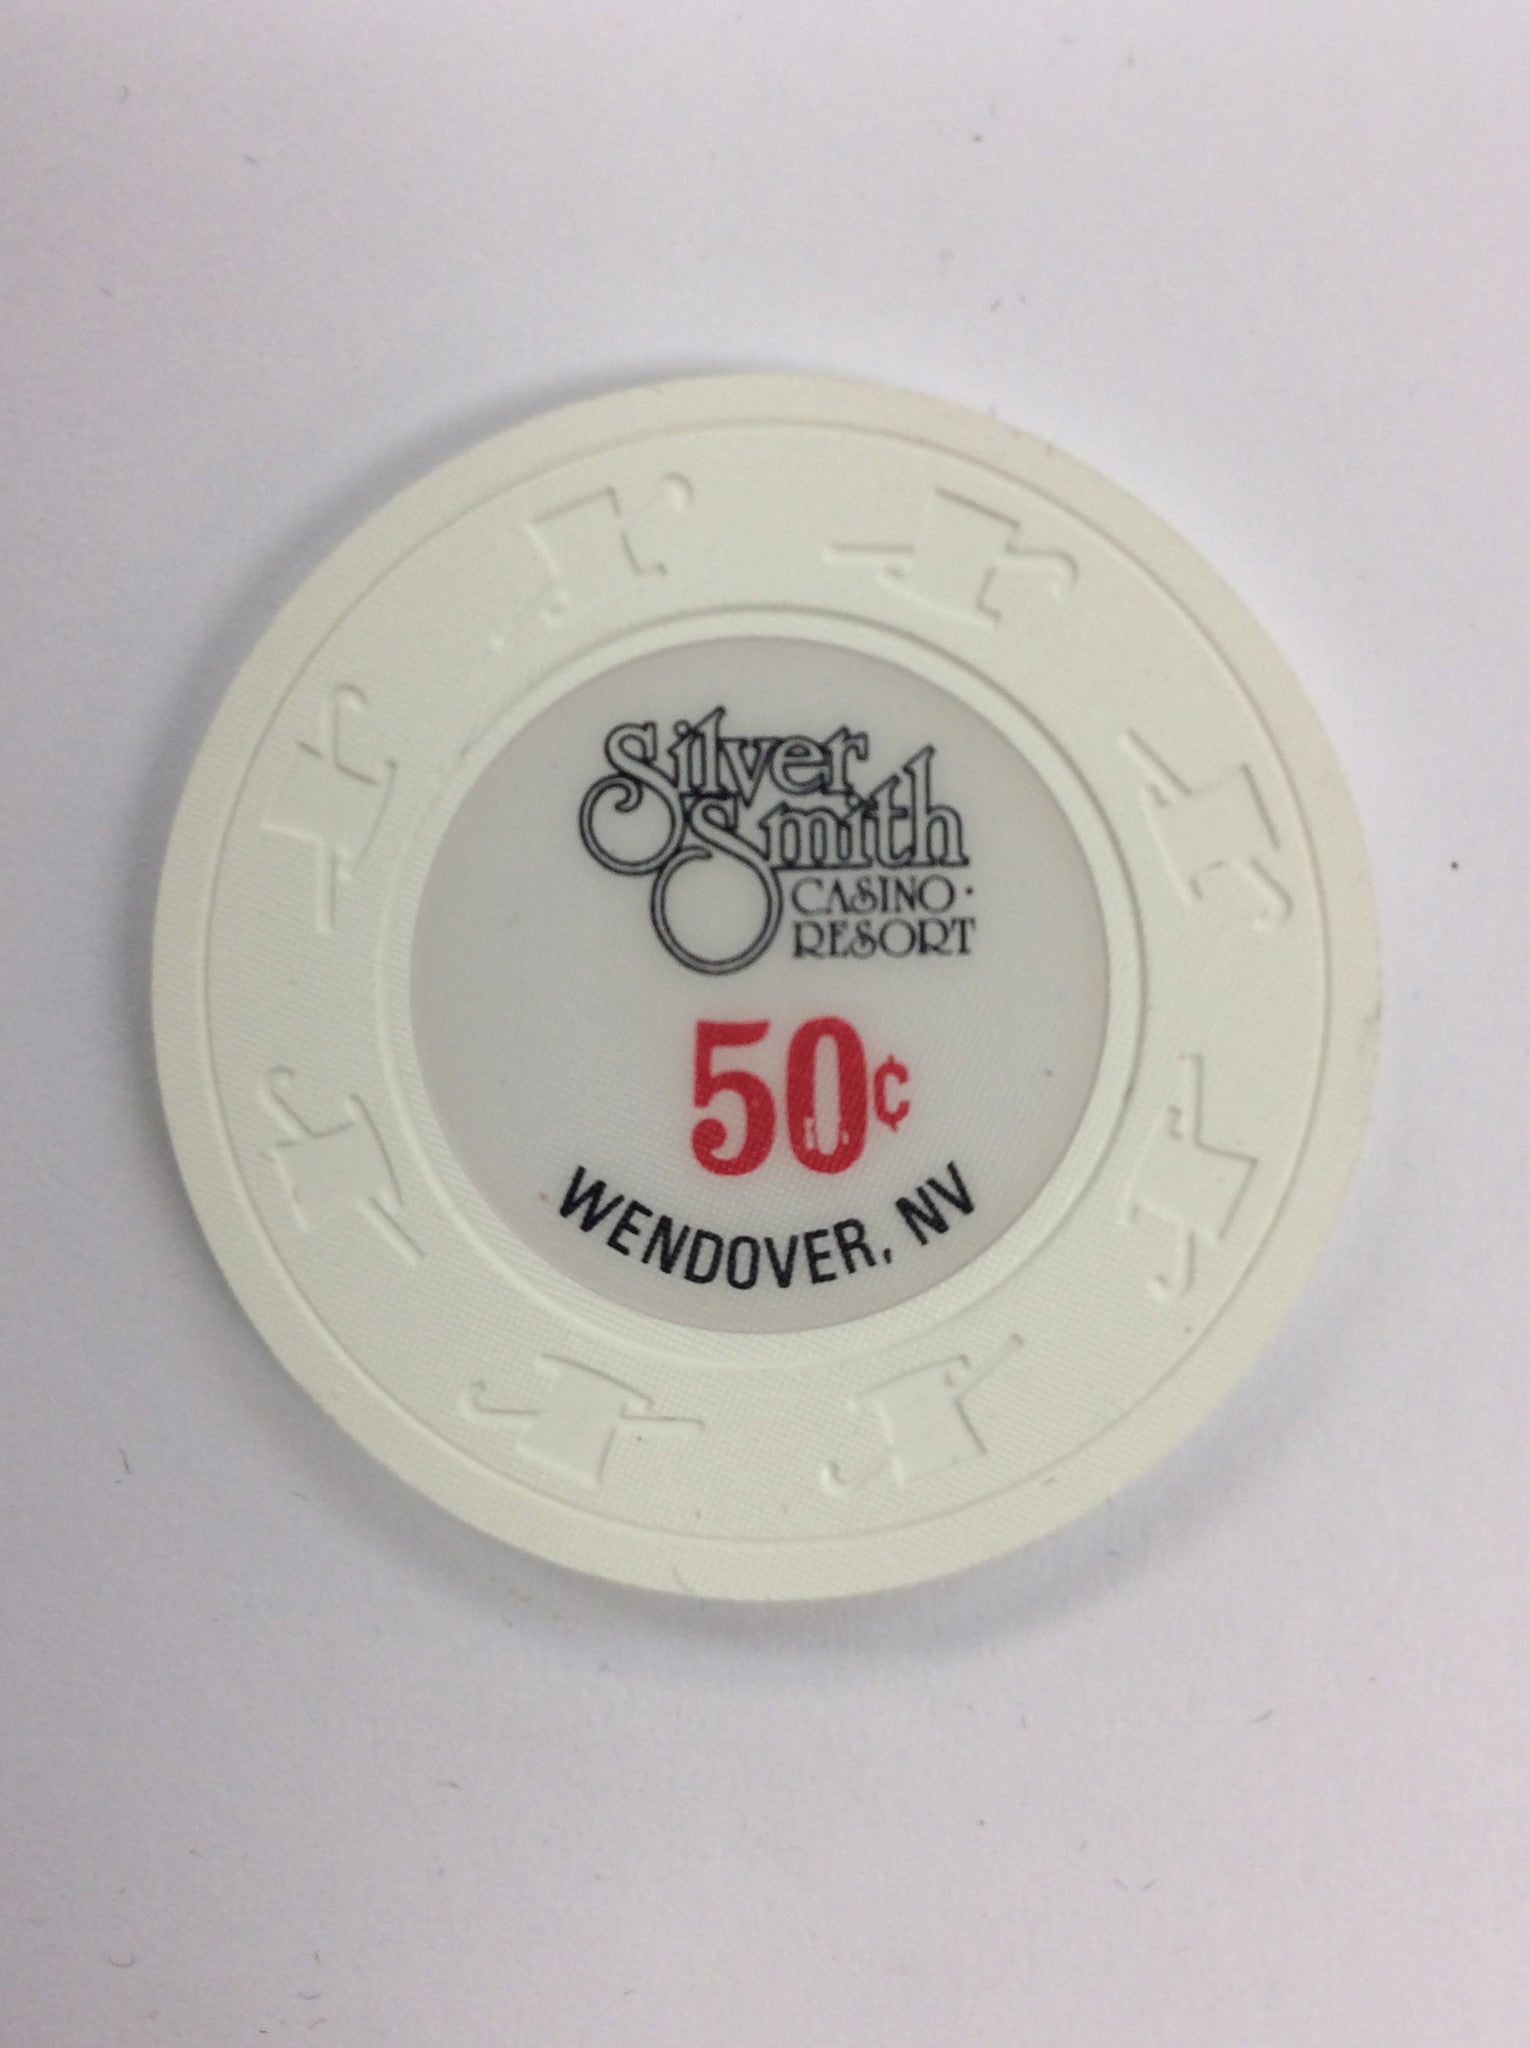 Silver
Smith
CASINO·
RESORT
50¢
WENDOVER, NV